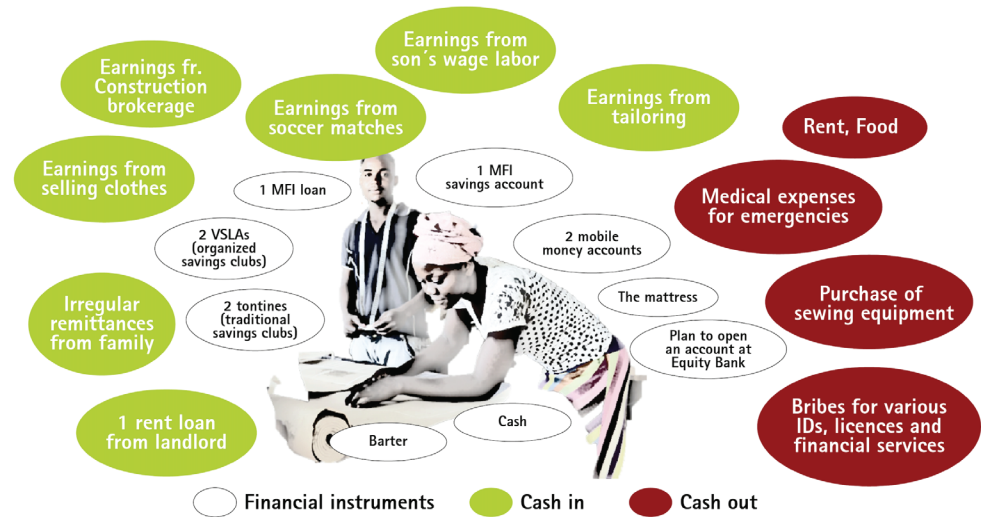 Earnings from
son´s wage labor
Earnings fr.
Construction
brokerage
Earnings from
soccer matches
Earnings from
tailoring
Rent, Food
Earnings from
selling clothes
1 MFI loan
1 MFI
savings account
Medical expenses
for emergencies
2 VSLAs
(organized
savings clubs)
2 mobile
money accounts
Irregular
remittances
from family
2 tontines
(traditional
savings clubs)
The mattress
Purchase of
sewing equipment
Plan to open
an account at
Equity Bank
1 rent loan
from landlord
Barter
Cash
Bribes for various
IDs, licences and
financial services
Financial instruments
Cash in
Cash out